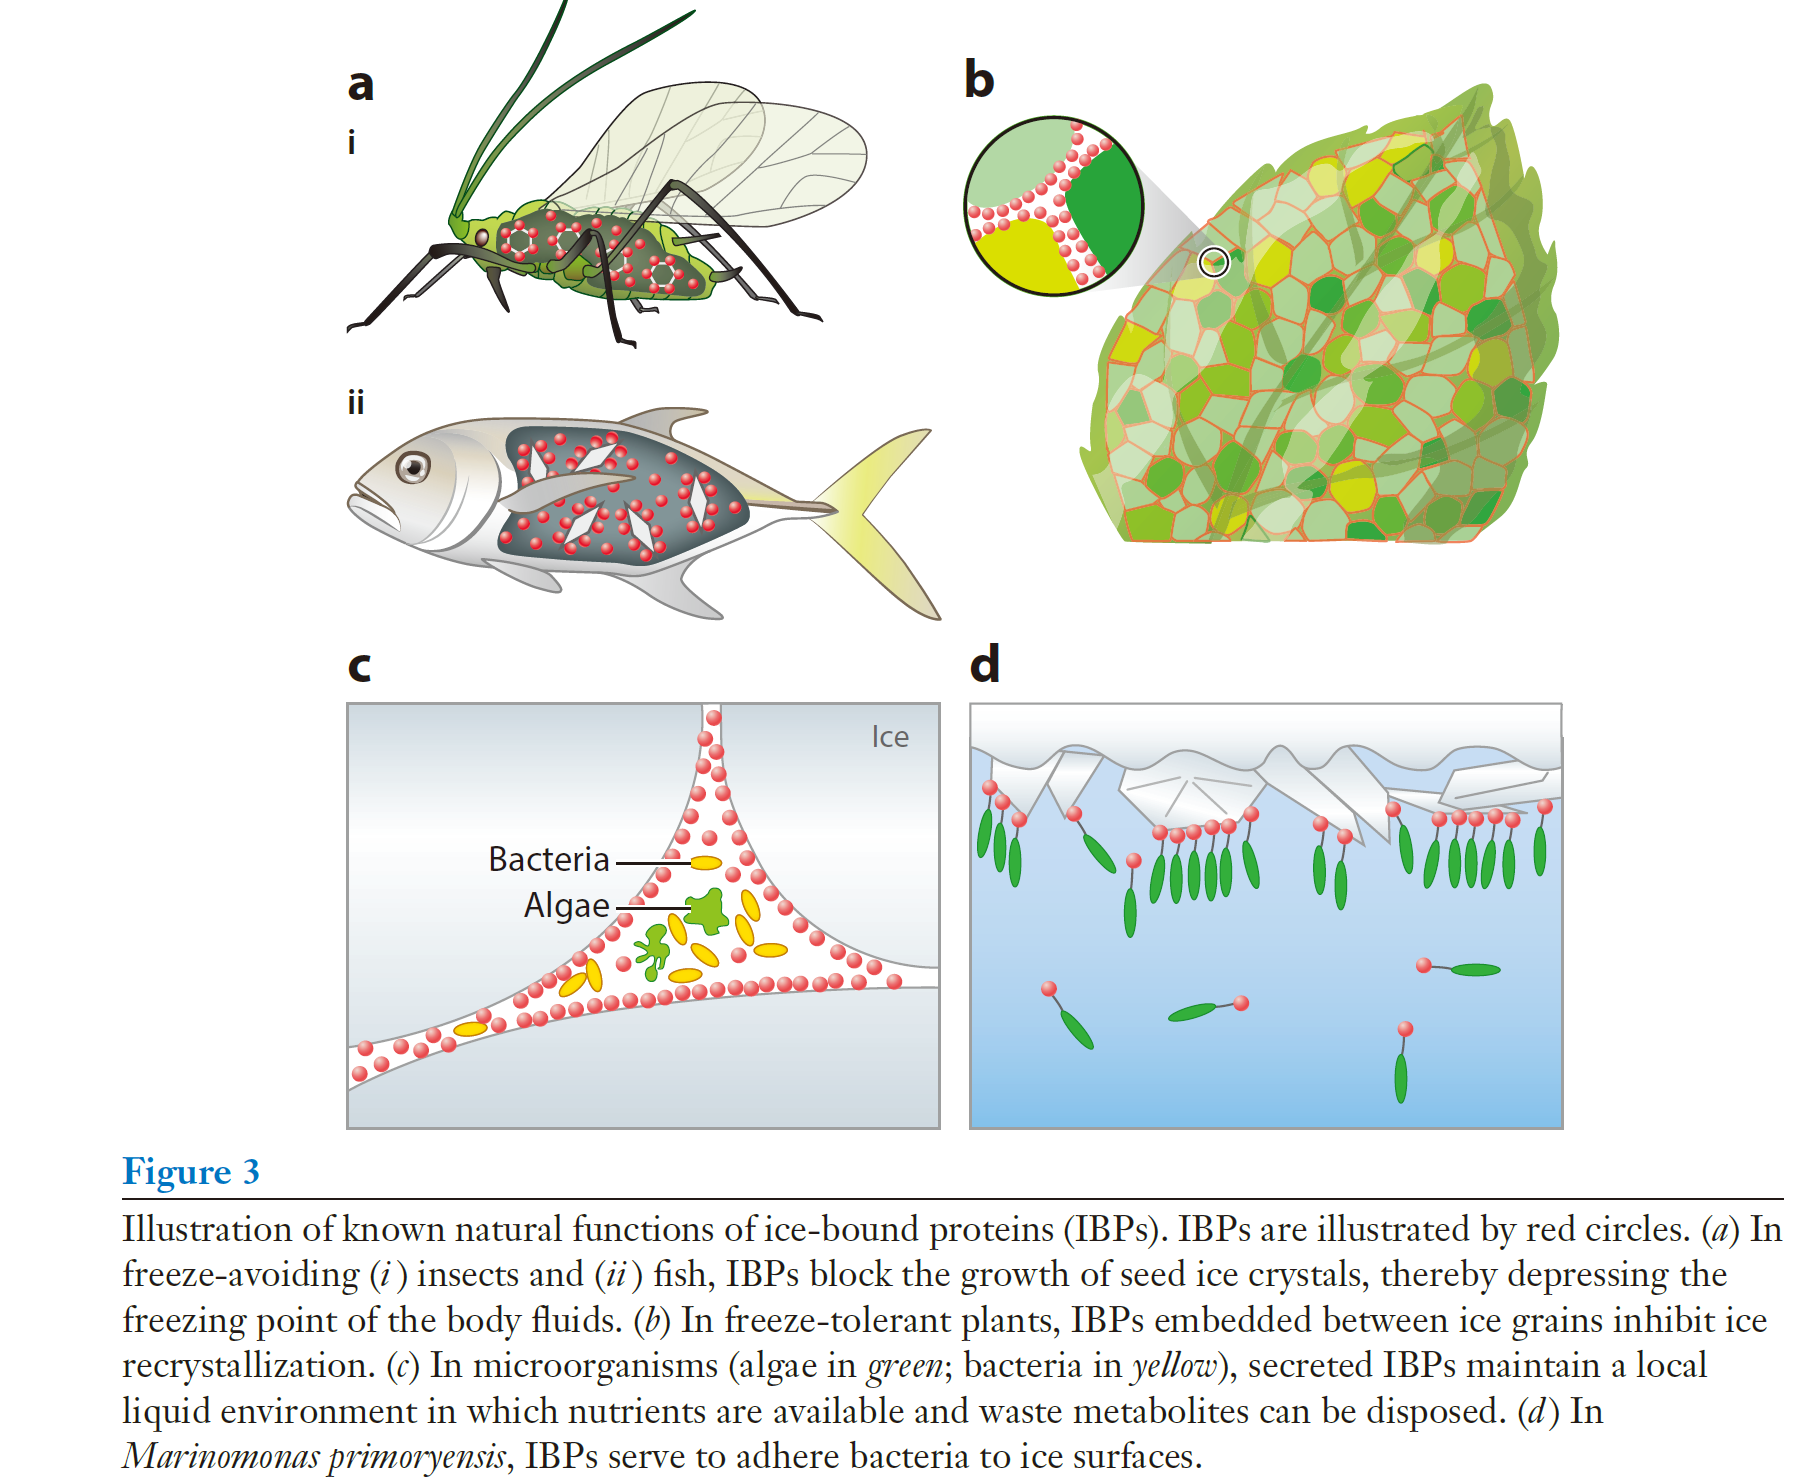 a
i
b
ii
c
d
Ice
Bacteria
Algae
Figure 3
Illustration of known natural functions of ice-bound proteins (IBPs). IBPs are illustrated by red circles. (a) In
freeze-avoiding (i) insects and (ii) fish, IBPs block the growth of seed ice crystals, thereby depressing the
freezing point of the body fluids. (b) In freeze-tolerant plants, IBPs embedded between ice grains inhibit ice
recrystallization. (c) In microorganisms (algae in green; bacteria in yellow), secreted IBPs maintain a local
liquid environment in which nutrients are available and waste metabolites can be disposed. (d) In
Marinomonas primoryensis, IBPs serve to adhere bacteria to ice surfaces.